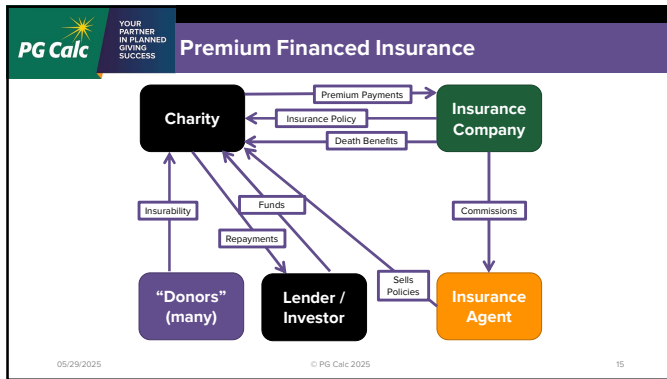 PG Calc
YOUR
PARTNER
IN PLANNED
GIVING
SUCCESS
Premium Financed Insurance
Charity
Premium Payments
Insurance Policy
Death Benefits
Insurance
Company
Insurability
Funds
Repayments
Commissions
Sells
Policies
"Donors"
(many)
Lender /
Investor
Insurance
Agent
05/29/2025
© PG Calc 2025
15